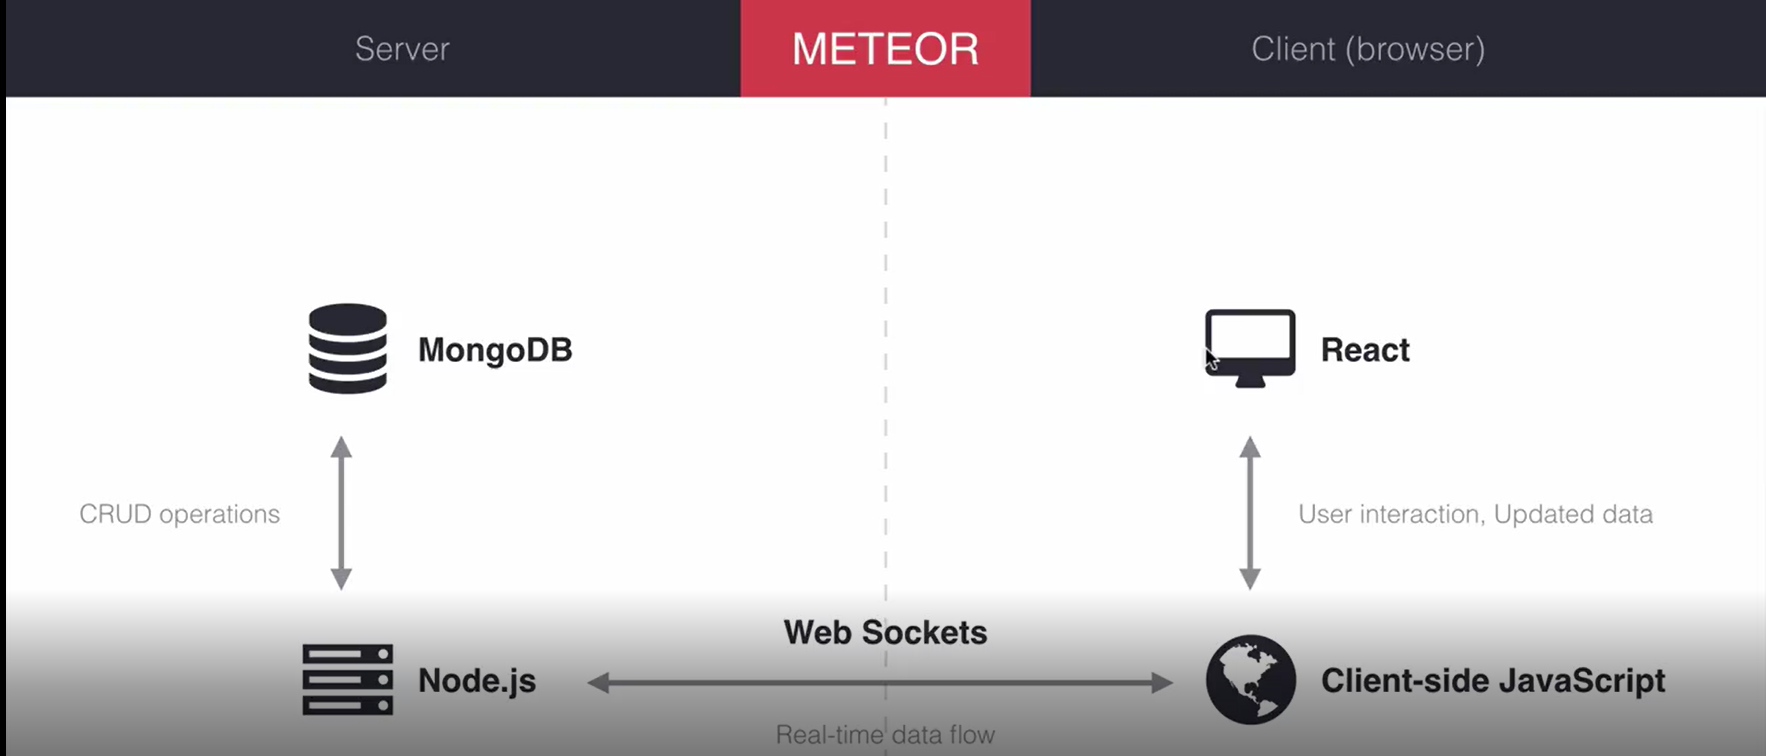 Server
METEOR
Client (browser)
MongoDB
React
CRUD operations
User interaction, Updated data
Web Sockets
Node.js
Client-side JavaScript
Real-time data flow